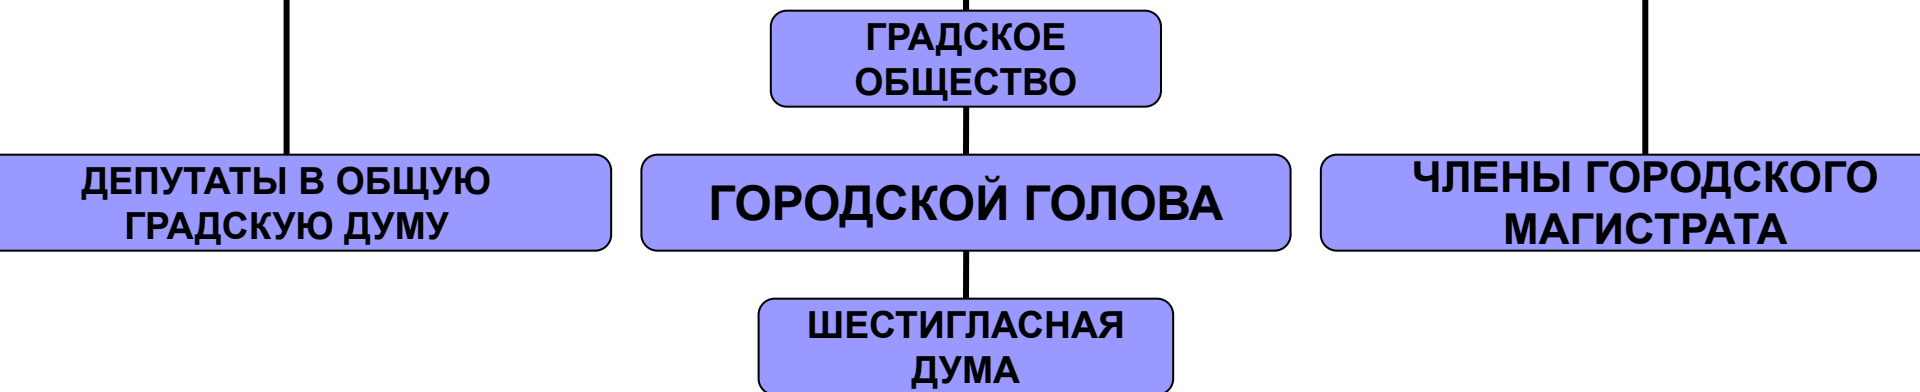 ГРАДСКОЕ
ОБЩЕСТВО
ДЕПУТАТЫ В ОБЩУЮ
ГРАДСКУЮ ДУМУ
ГОРОДСКОЙ ГОЛОВА
ЧЛЕНЫ ГОРОДСКОГО
МАГИСТРАТА
ШЕСТИГЛАСНАЯ
ДУМА